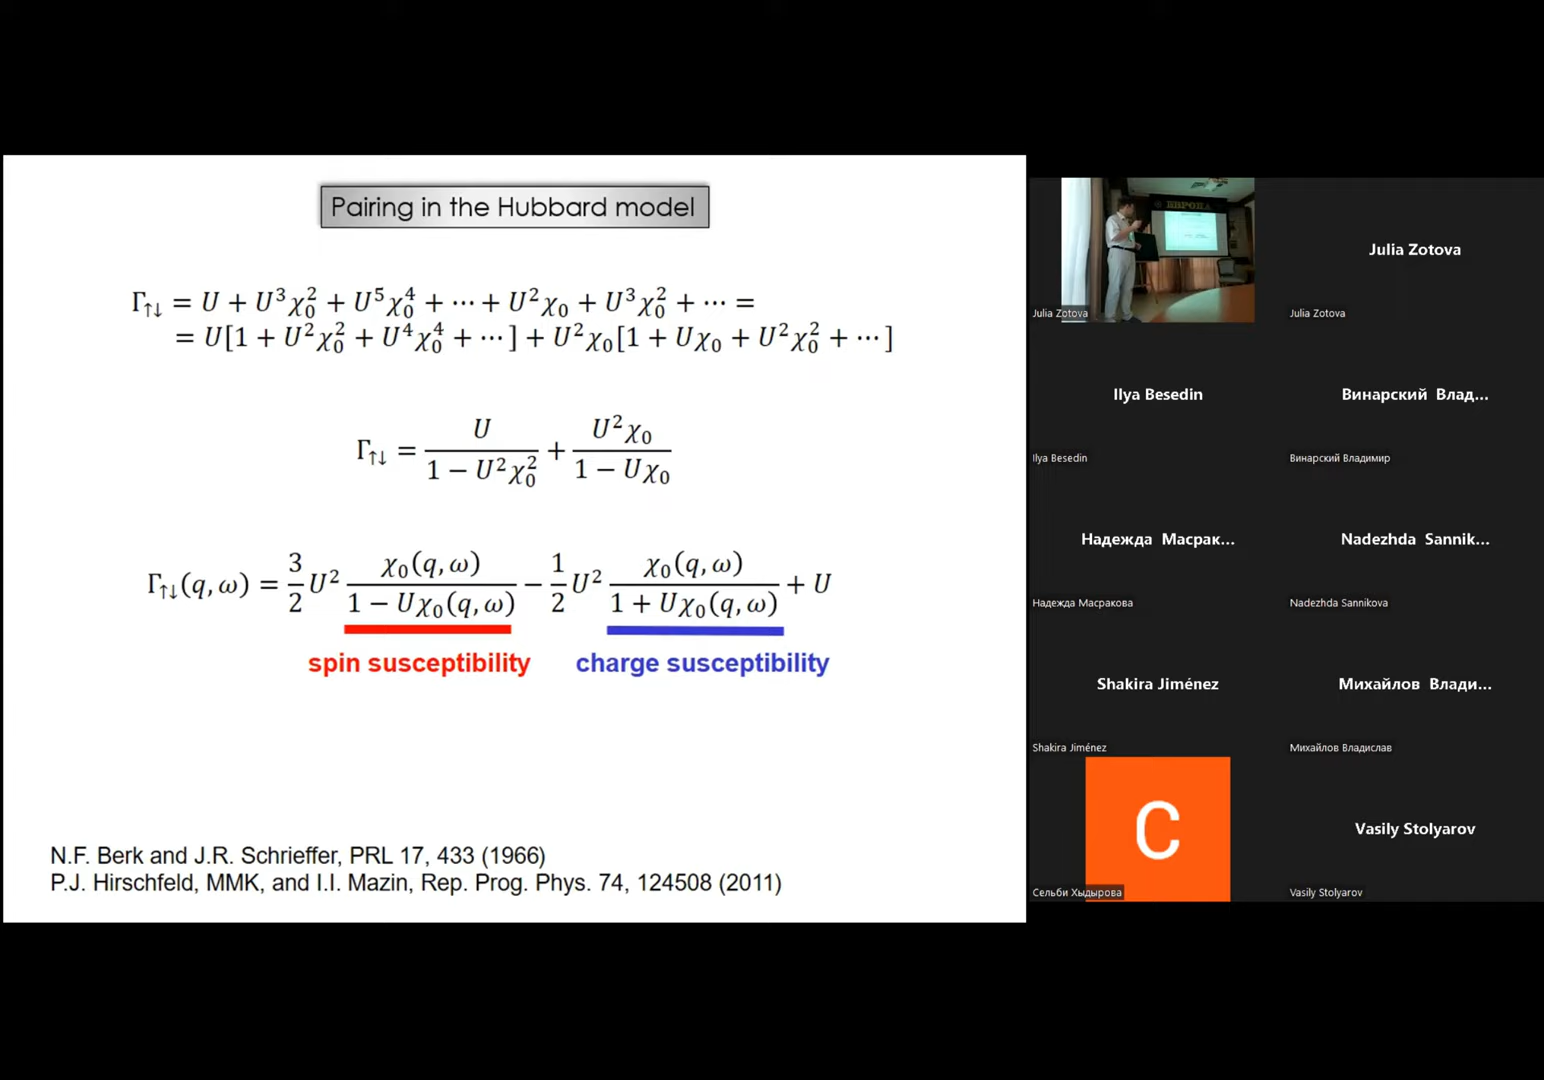 Pairing in the Hubbard model
Γ↑↓ = U + U³χ₀² + U⁵χ₀⁴ + ⋯ + U²χ₀ + U³χ₀² + ⋯ =
= U[1 + U²χ₀² + U⁴χ₀⁴ + ⋯] + U²χ₀[1 + Uχ₀ + U²χ₀² + ⋯]
Γ↑↓ = U / (1 − U²χ₀²) + U²χ₀ / (1 − Uχ₀)
Γ↑↓(q, ω) = 3/2 U² χ₀(q, ω) / (1 − Uχ₀(q, ω)) − 1/2 U² χ₀(q, ω) / (1 + Uχ₀(q, ω)) + U
spin susceptibility
charge susceptibility
N.F. Berk and J.R. Schrieffer, PRL 17, 433 (1966)
P.J. Hirschfeld, MMK, and I.I. Mazin, Rep. Prog. Phys. 74, 124508 (2011)
ЕВРОПА
Julia Zotova
Julia Zotova
Julia Zotova
Ilya Besedin
Винарский Влад...
Ilya Besedin
Винарский Владимир
Надежда Масрак...
Nadezhda Sannik...
Надежда Масракова
Nadezhda Sannikova
Shakira Jiménez
Михайлов Влади...
Shakira Jiménez
Михайлов Владислав
С
Vasily Stolyarov
Сельби Хыдырова
Vasily Stolyarov